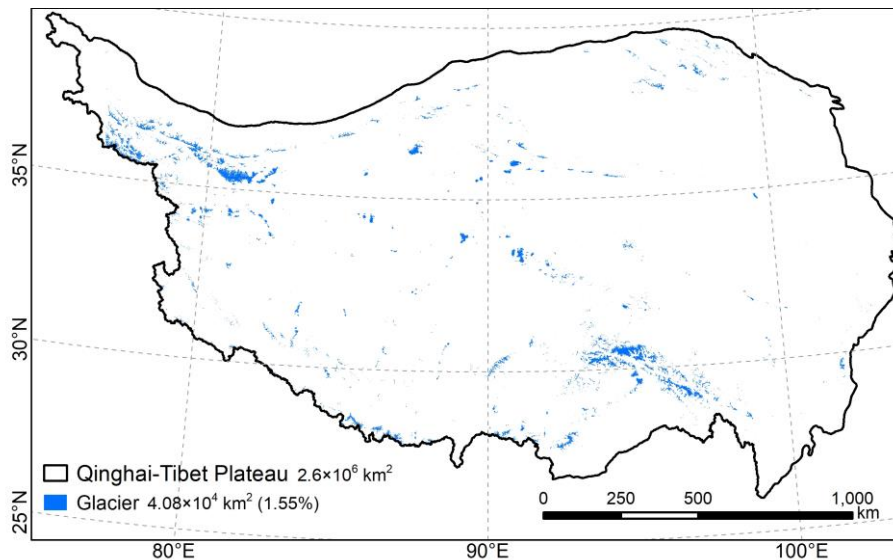 35°N
30°N
25°N
Qinghai-Tibet Plateau 2.6×10⁶ km²
Glacier 4.08×10⁴ km² (1.55%)
0 250 500 1,000
km
80°E 90°E 100°E